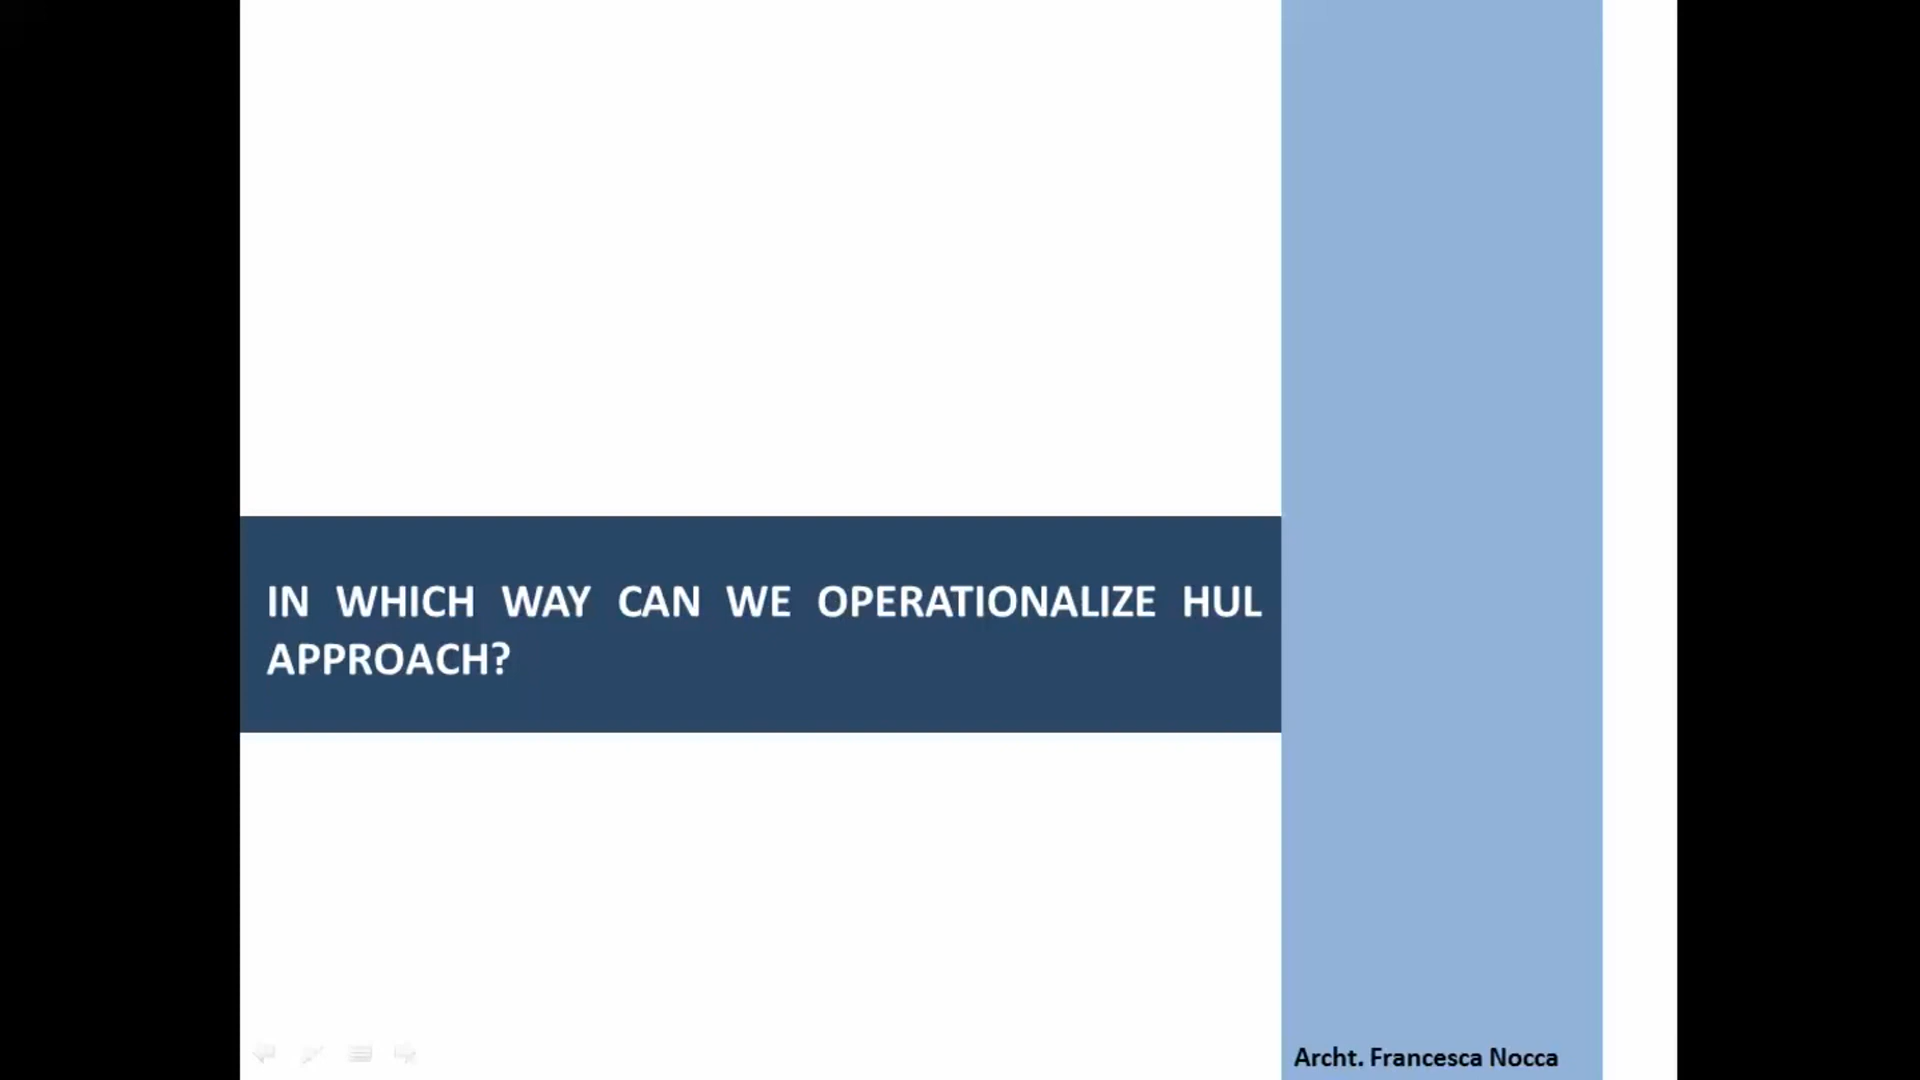 IN WHICH WAY CAN WE OPERATIONALIZE HUL
APPROACH?
Archt. Francesca Nocca